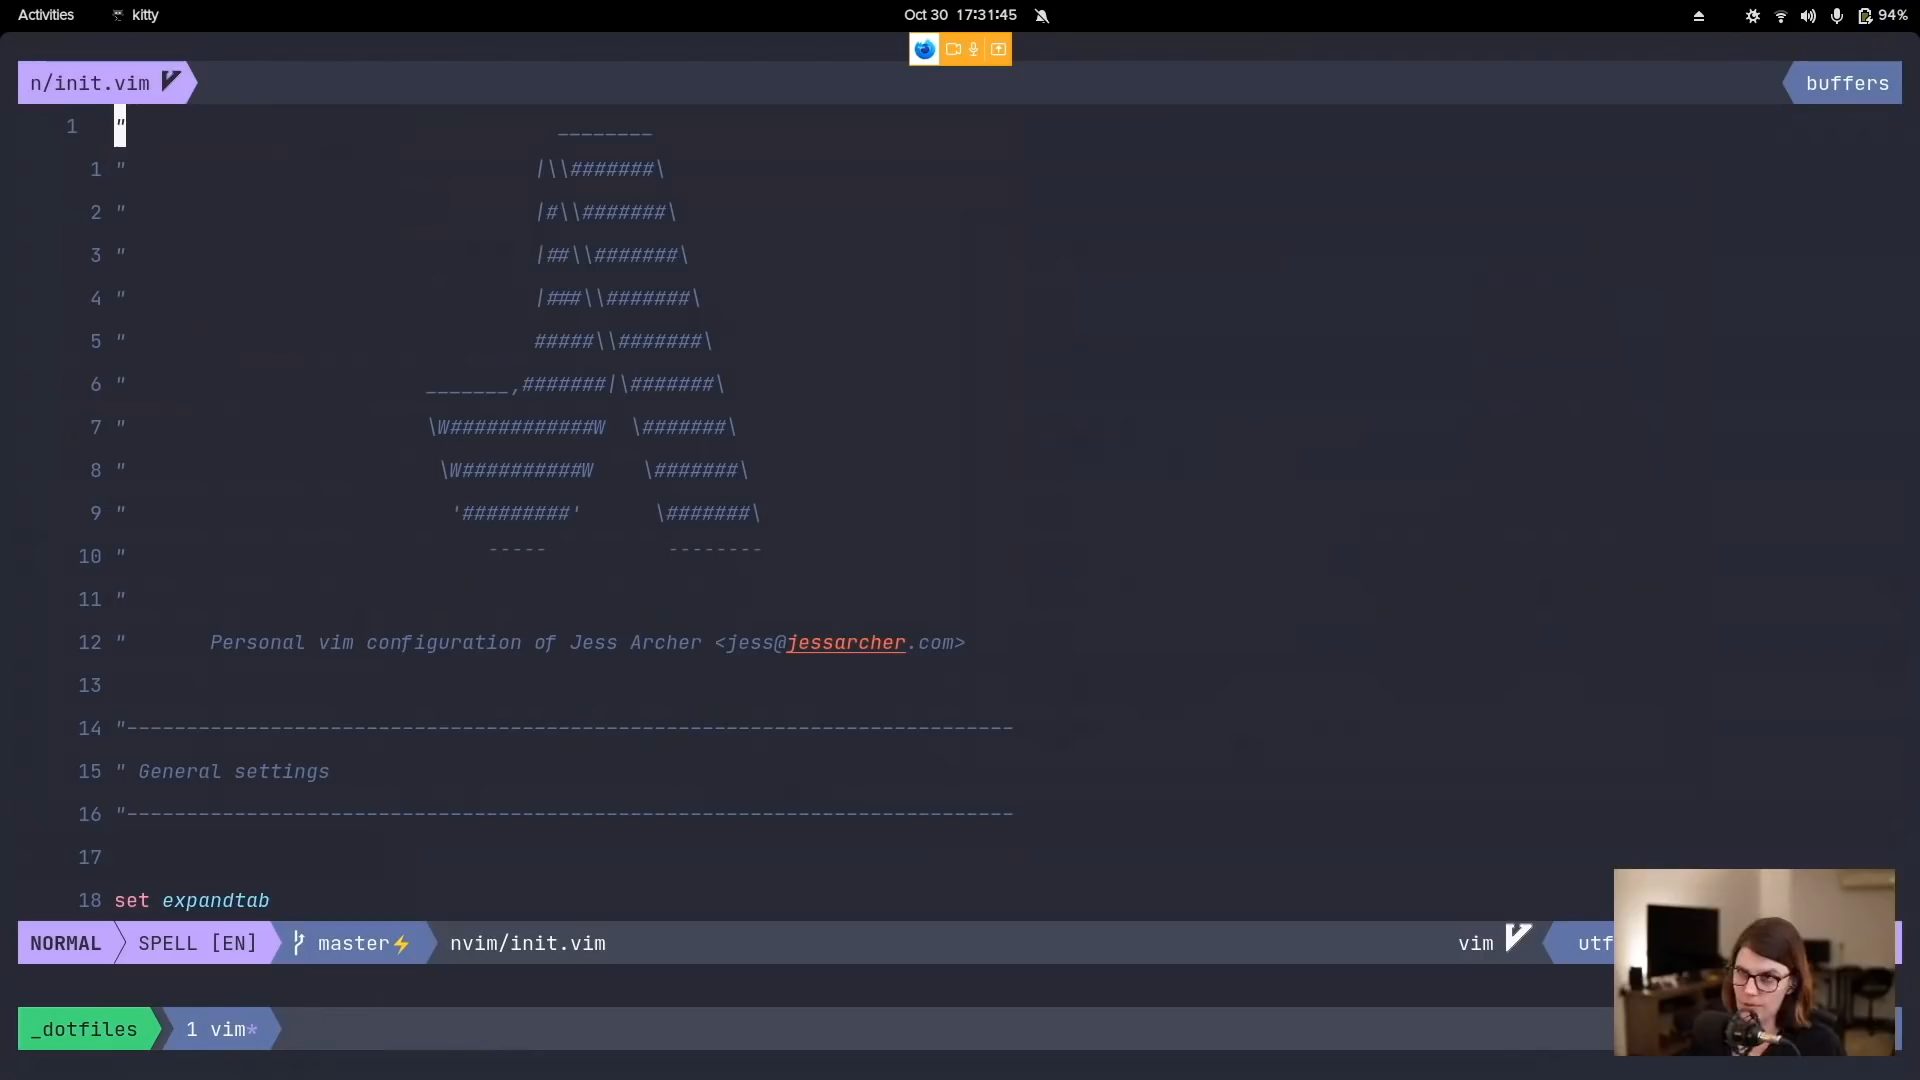 Activities kitty Oct 30 17:31:45 94%
n/init.vim buffers
1 " ________
1 " |\\#######\
2 " |#\\#######\
3 " |##\\#######\
4 " |###\\#######\
5 " #####\\#######\
6 " _______,#######|\#######\
7 " \W############W \#######\
8 " \W##########W \#######\
9 " '#########' \#######\
10 " ----- --------
11 "
12 " Personal vim configuration of Jess Archer <jess@jessarcher.com>
13
14 "--------------------------------------------------------------------------
15 " General settings
16 "--------------------------------------------------------------------------
17
18 set expandtab
NORMAL SPELL [EN] master⚡ nvim/init.vim vim utf
_dotfiles 1 vim*